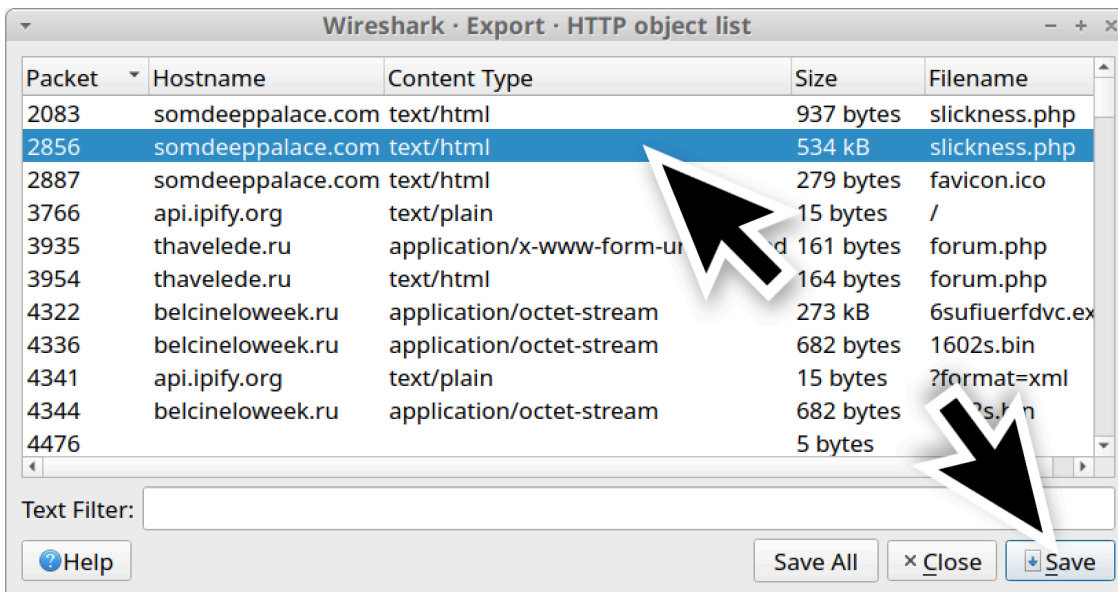 Wireshark · Export · HTTP object list
Packet Hostname Content Type Size Filename
2083 somdeeppalace.com text/html 937 bytes slickness.php
2856 somdeeppalace.com text/html 534 kB slickness.php
2887 somdeeppalace.com text/html 279 bytes favicon.ico
3766 api.ipify.org text/plain 15 bytes /
3935 thavelede.ru 161 bytes forum.php
3954 thavelede.ru text/html 164 bytes forum.php
4322 belcineloweek.ru application/octet-stream 273 kB 6sufiuerfdvc.ex
4336 belcineloweek.ru application/octet-stream 682 bytes 1602s.bin
4341 api.ipify.org text/plain 15 bytes ?format=xml
4344 belcineloweek.ru application/octet-stream 682 bytes
4476 5 bytes
Text Filter:
Help Save All Close Save